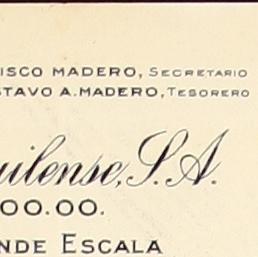 ISCO MADERO, SECRETARIO
STAVO A. MADERO, TESORERO
uilense, S.A.
00.00.
NDE ESCALA